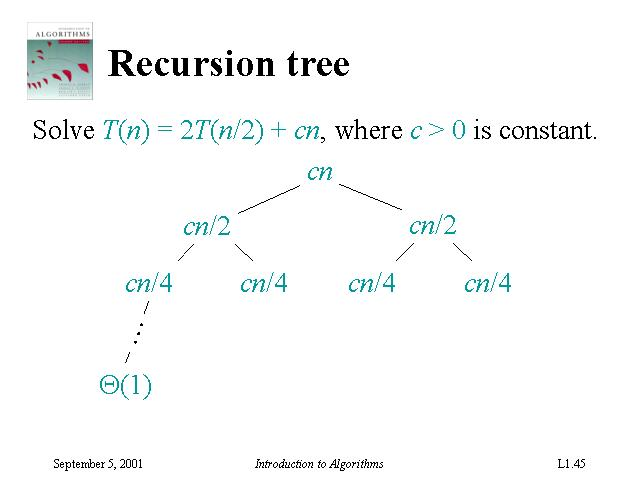 ALGORITHMS
Recursion tree
Solve T(n) = 2T(n/2) + cn, where c > 0 is constant.
cn
cn/2 cn/2
cn/4 cn/4 cn/4 cn/4
Θ(1)
September 5, 2001 Introduction to Algorithms L1.45